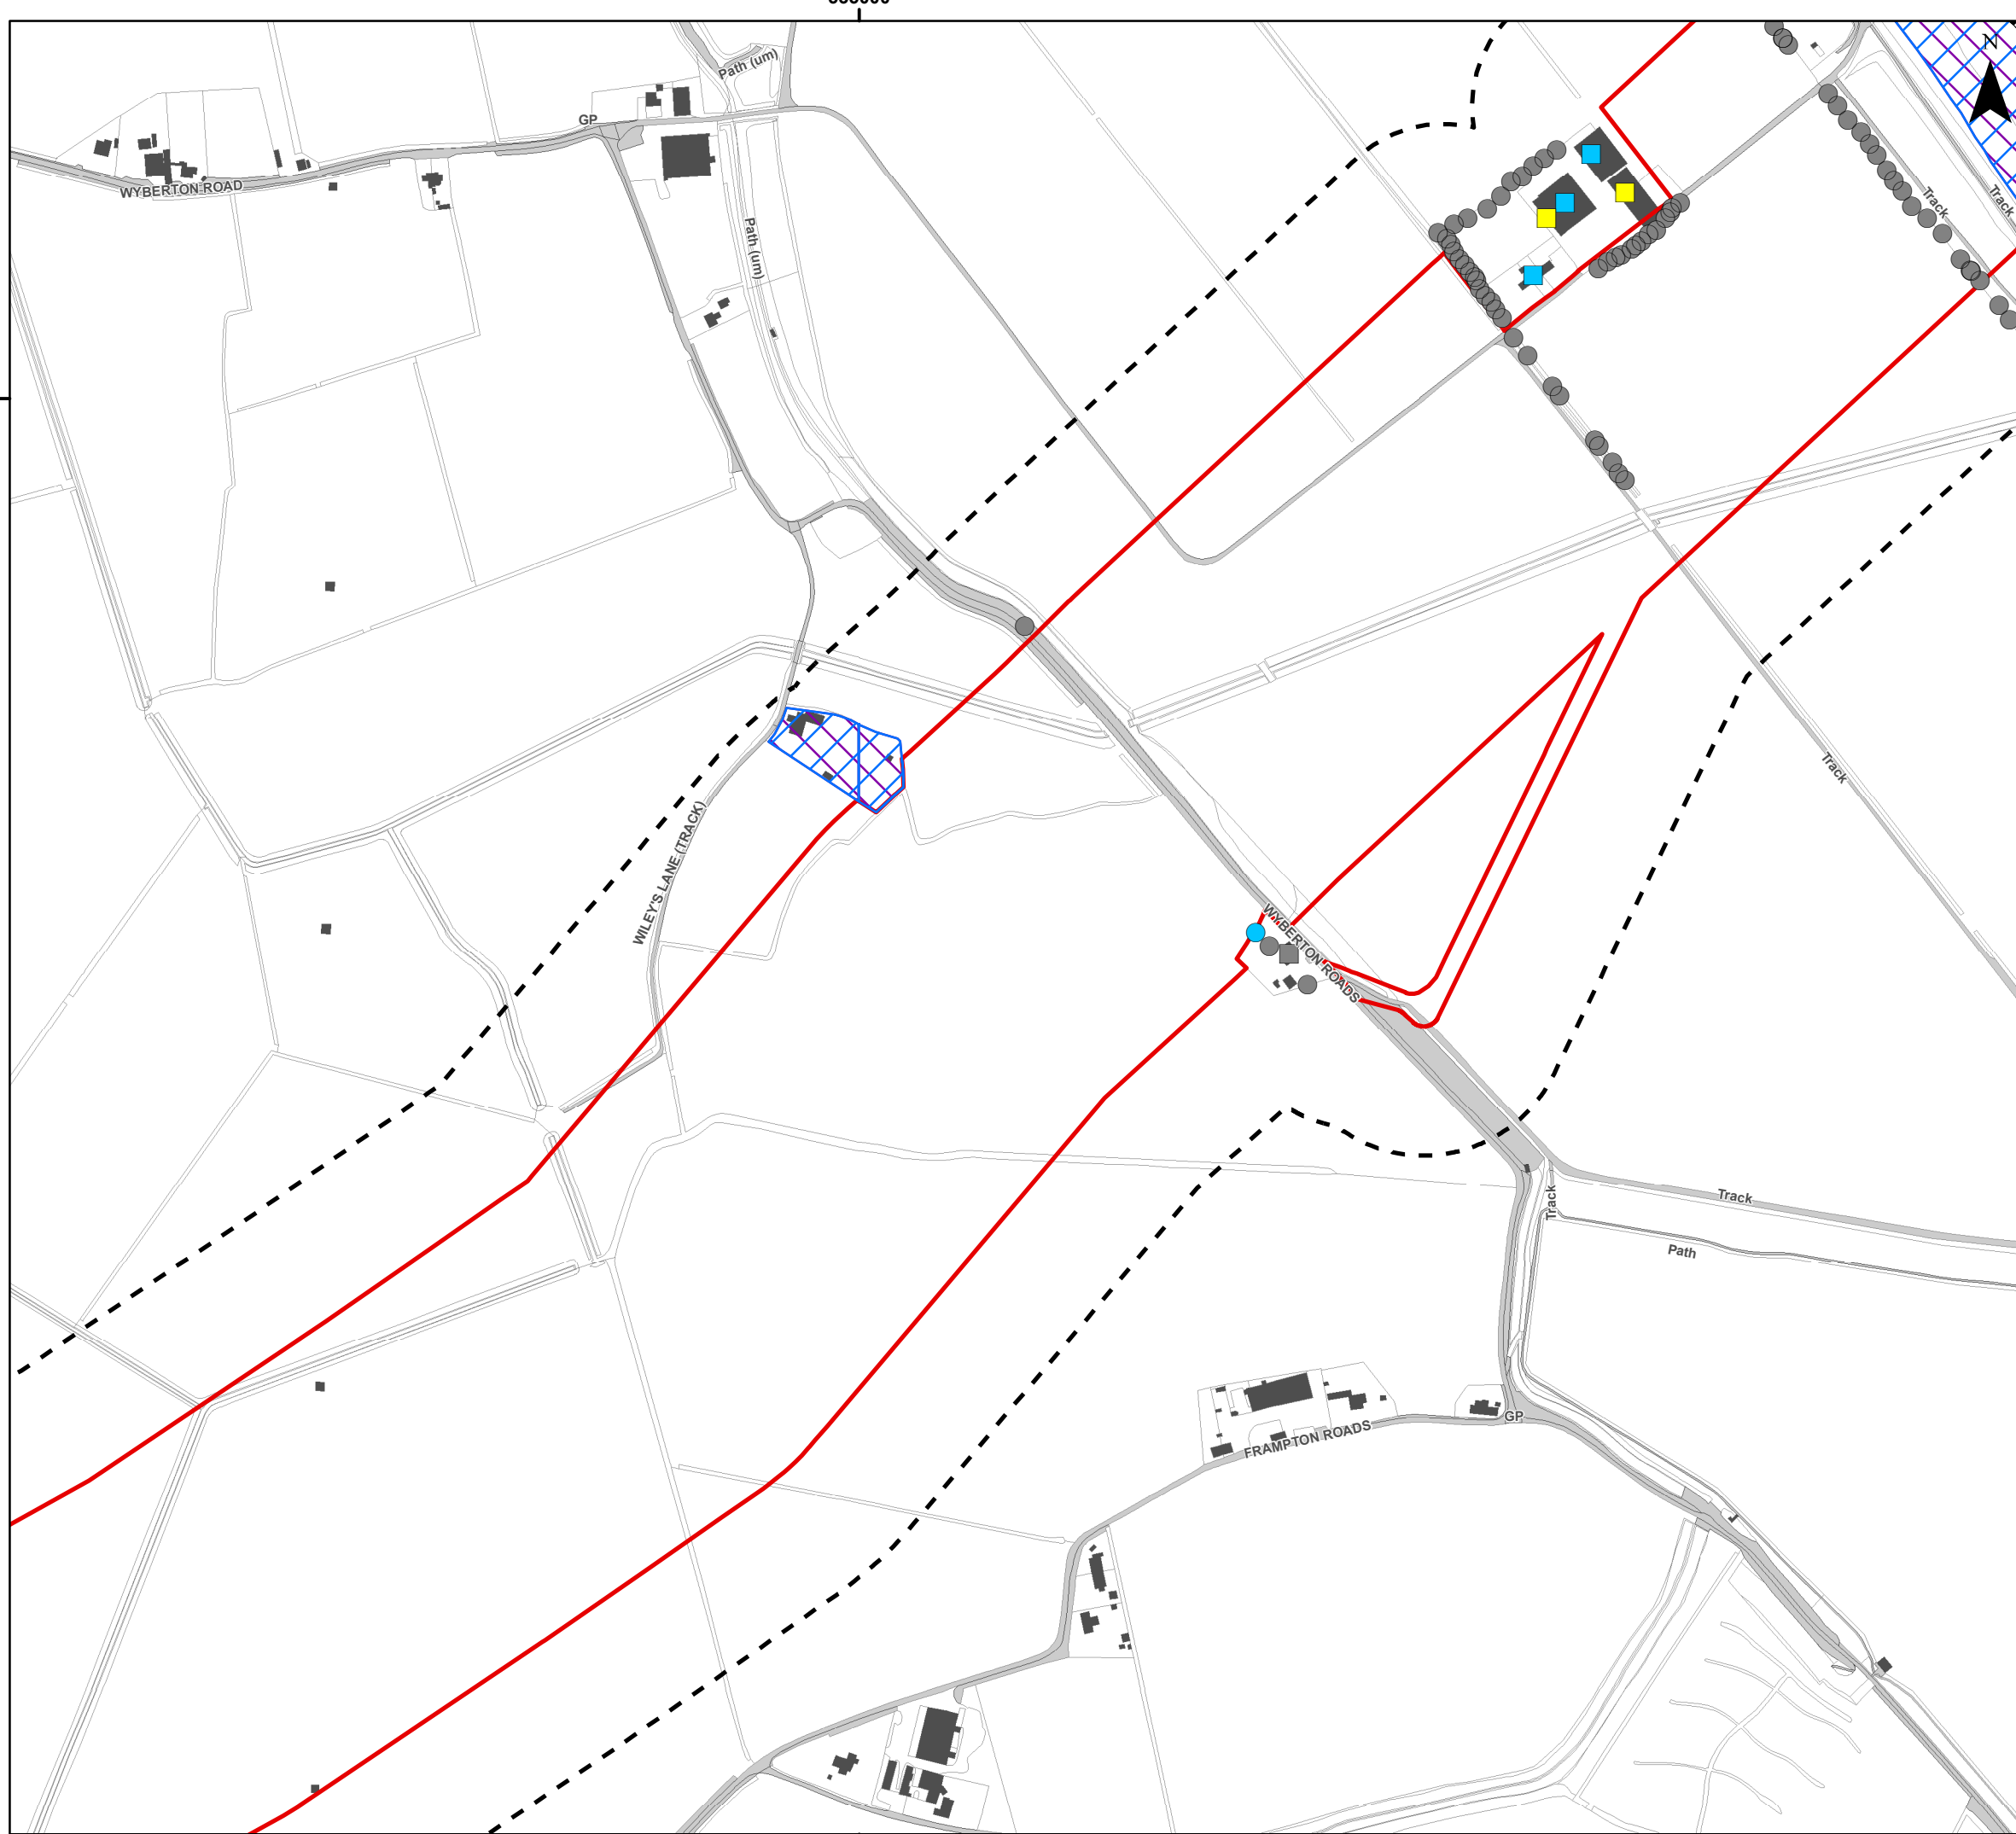 N
Path (um)
GP
WYBERTON ROAD
Track
Track
Path (um)
Track
WILEY'S LANE (TRACK)
WYBERTON ROADS
Track
Track
Path
GP
FRAMPTON ROADS